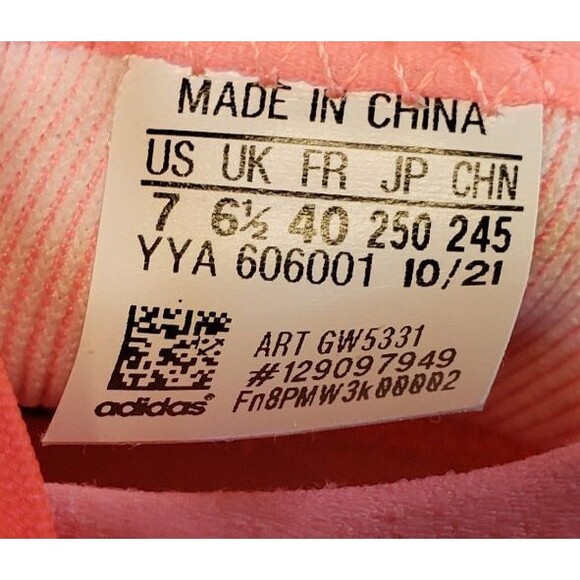 MADE IN CHINA
US UK FR JP CHN
7 6½ 40 250 245
YYA 606001 10/21
ART GW5331
#129097949
Fn8PMW3k00002
adidas®